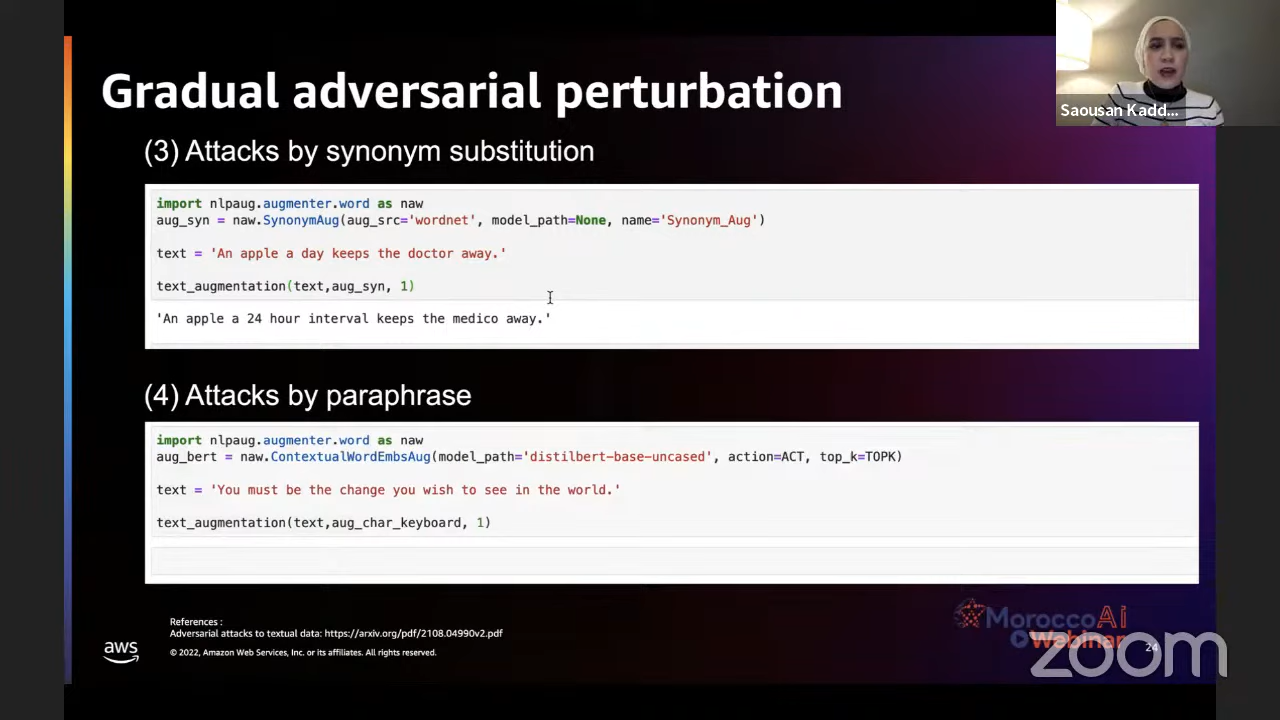 Gradual adversarial perturbation
Saousan Kadd...
(3) Attacks by synonym substitution
import nlpaug.augmenter.word as naw
aug_syn = naw.SynonymAug(aug_src='wordnet', model_path=None, name='Synonym_Aug')
text = 'An apple a day keeps the doctor away.'
text_augmentation(text,aug_syn, 1)
'An apple a 24 hour interval keeps the medico away.'
(4) Attacks by paraphrase
import nlpaug.augmenter.word as naw
aug_bert = naw.ContextualWordEmbsAug(model_path='distilbert-base-uncased', action=ACT, top_k=TOPK)
text = 'You must be the change you wish to see in the world.'
text_augmentation(text,aug_char_keyboard, 1)
References :
Adversarial attacks to textual data: https://arxiv.org/pdf/2108.04990v2.pdf
aws
© 2022, Amazon Web Services, Inc. or its affiliates. All rights reserved.
MoroccoAi
Webinar
24
zoom